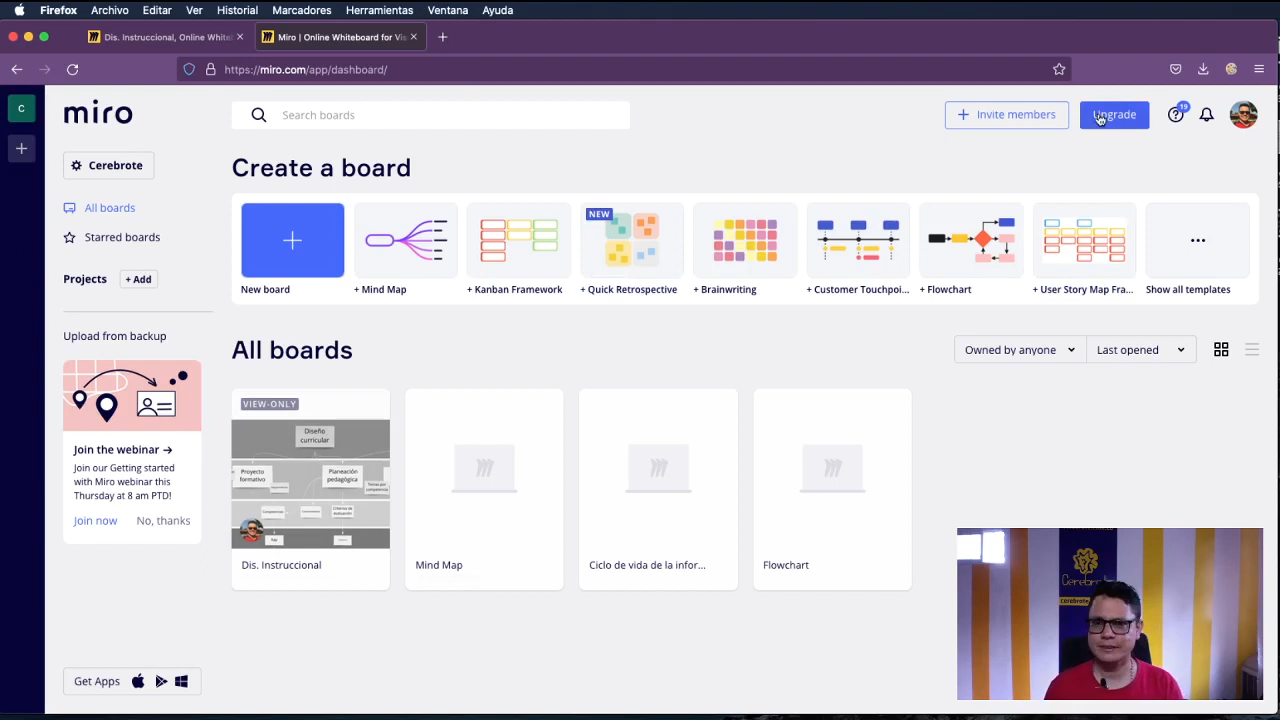 Firefox Archivo Editar Ver Historial Marcadores Herramientas Ventana Ayuda
Dis. Instruccional, Online White
Miro | Online Whiteboard for Vis
https://miro.com/app/dashboard/
C
miro
Search boards
Invite members
Upgrade
19
Cerebrote
All boards
Starred boards
Projects
+ Add
Upload from backup
Join the webinar →
Join our Getting started
with Miro webinar this
Thursday at 8 am PTD!
Join now
No, thanks
Get Apps
Create a board
New board
+ Mind Map
+ Kanban Framework
NEW
+ Quick Retrospective
+ Brainwriting
+ Customer Touchpoi...
+ Flowchart
+ User Story Map Fra...
Show all templates
All boards
Owned by anyone
Last opened
VIEW-ONLY
Diseño
curricular
Proyecto
formativo
Planeación
pedagógica
Dis. Instruccional
Mind Map
Ciclo de vida de la infor...
Flowchart
Cerebrote